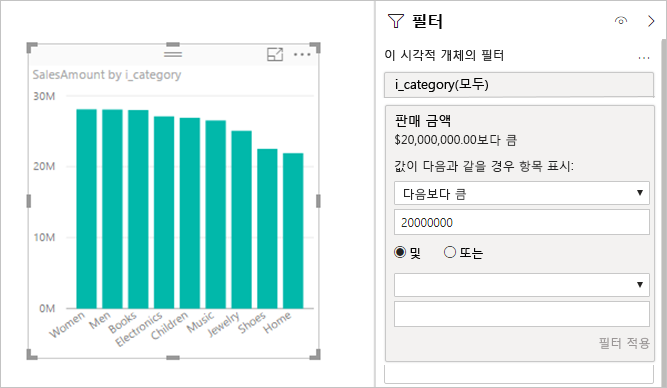 SalesAmount by i_category
30M
20M
10M
0M
Women
Men
Books
Electronics
Children
Music
Jewelry
Shoes
Home
필터
이 시각적 개체의 필터
i_category(모두)
판매 금액
$20,000,000.00보다 큼
값이 다음과 같을 경우 항목 표시:
다음보다 큼
20000000
및 또는
필터 적용